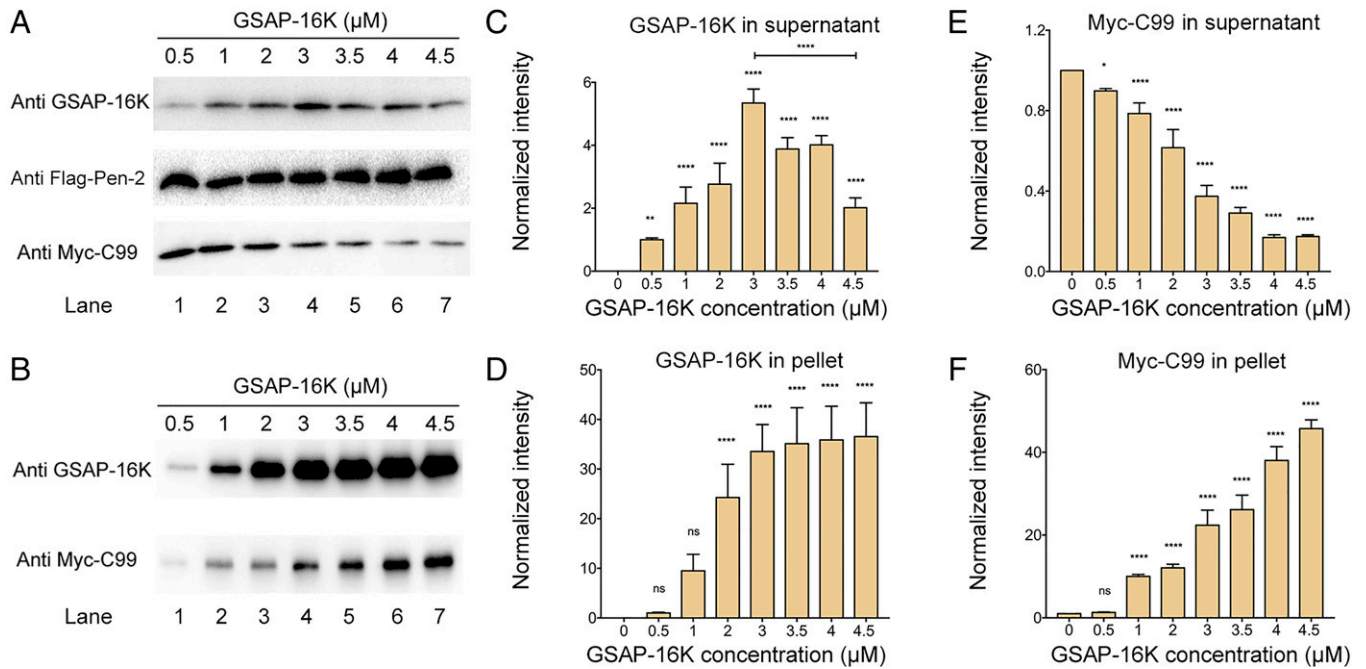 A
GSAP-16K (μM)
0.5 1 2 3 3.5 4 4.5
Anti GSAP-16K
Anti Flag-Pen-2
Anti Myc-C99
Lane 1 2 3 4 5 6 7
B
GSAP-16K (μM)
0.5 1 2 3 3.5 4 4.5
Anti GSAP-16K
Anti Myc-C99
Lane 1 2 3 4 5 6 7
C
GSAP-16K in supernatant
Normalized intensity
6
4
2
0
** **** **** **** **** **** ****
****
0 0.5 1 2 3 3.5 4 4.5
GSAP-16K concentration (μM)
D
GSAP-16K in pellet
Normalized intensity
50
40
30
20
10
0
ns ns **** **** **** **** ****
0 0.5 1 2 3 3.5 4 4.5
GSAP-16K concentration (μM)
E
Myc-C99 in supernatant
Normalized intensity
1.2
0.8
0.4
0.0
* **** **** **** **** **** ****
0 0.5 1 2 3 3.5 4 4.5
GSAP-16K concentration (μM)
F
Myc-C99 in pellet
Normalized intensity
60
40
20
0
ns **** **** **** **** **** ****
0 0.5 1 2 3 3.5 4 4.5
GSAP-16K concentration (μM)